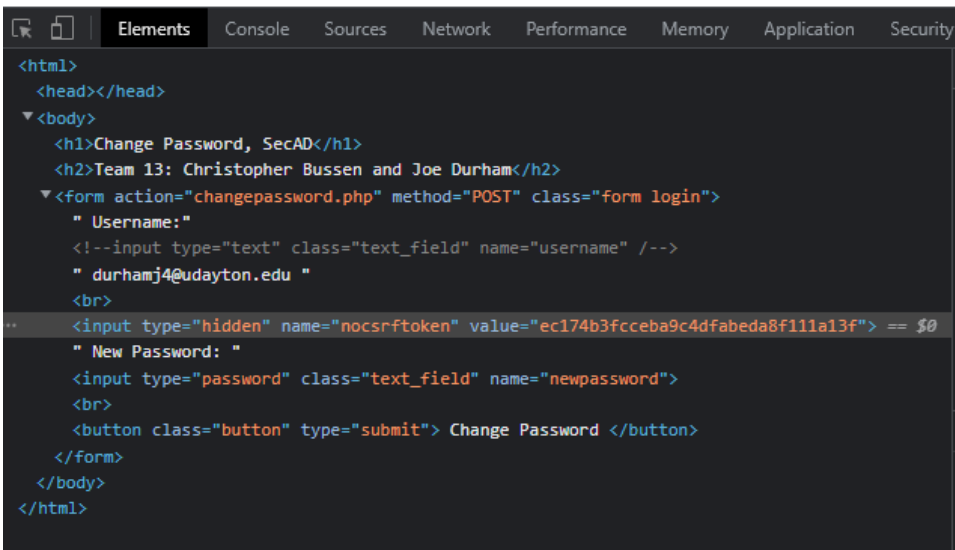 Elements Console Sources Network Performance Memory Application Security
<html>
<head></head>
<body>
<h1>Change Password, SecAD</h1>
<h2>Team 13: Christopher Bussen and Joe Durham</h2>
<form action="changepassword.php" method="POST" class="form login">
" Username:"
<!--input type="text" class="text_field" name="username" /-->
" durhamj4@udayton.edu "
<br>
<input type="hidden" name="nocsrftoken" value="ec174b3fcceba9c4dfabeda8f111a13f"> == $0
" New Password: "
<input type="password" class="text_field" name="newpassword">
<br>
<button class="button" type="submit"> Change Password </button>
</form>
</body>
</html>